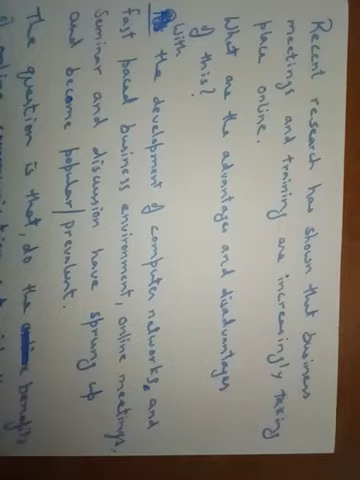 Recent research has shown that business
meetings and training are increasingly taking
place online.
What are the advantages and disadvantages
of this?
With the development of computer networks, and
fast paced business environment, online meetings,
Seminar and discussion have sprung up
and become popular/prevalent.
The question is that, do the benefits